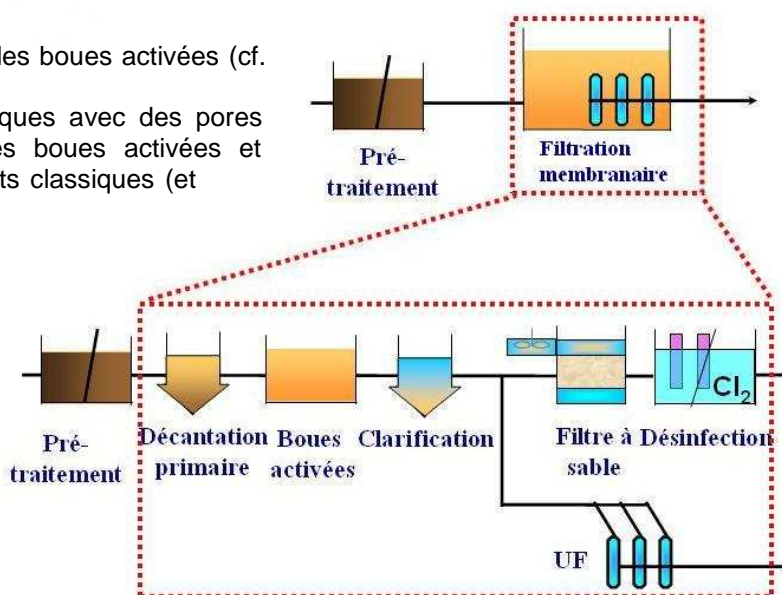 les boues activées (cf.
iques avec des pores
es boues activées et
ts classiques (et
Pré-
traitement
Filtration
membranaire
Pré-
traitement
Décantation
primaire
Boues
activées
Clarification
Filtre à
sable
Désinfection
Cl2
UF